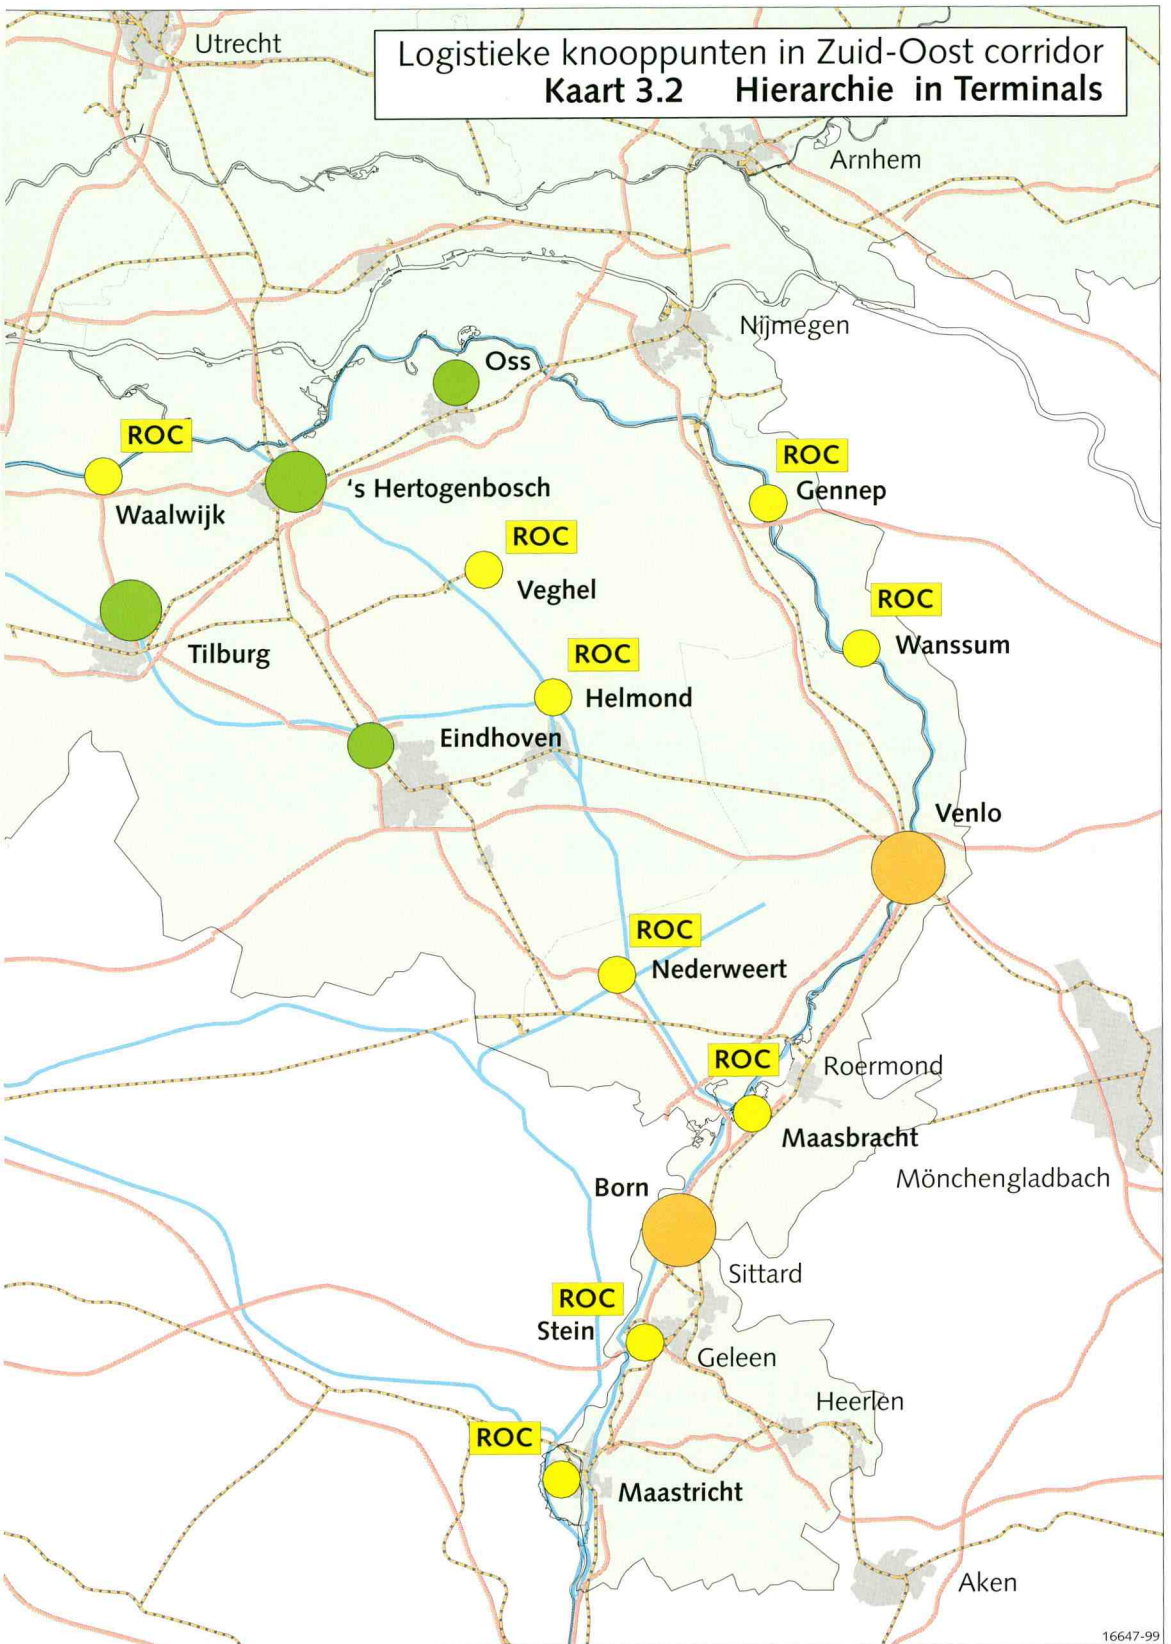 Utrecht
Logistieke knooppunten in Zuid-Oost corridor
Kaart 3.2 Hierarchie in Terminals
Arnhem
Nijmegen
Oss
ROC
Waalwijk
's Hertogenbosch
ROC
Gennep
ROC
Veghel
ROC
Wanssum
Tilburg
ROC
Helmond
Eindhoven
Venlo
ROC
Nederweert
ROC
Roermond
Maasbracht
Mönchengladbach
Born
Sittard
ROC
Stein
Geleen
Heerlen
ROC
Maastricht
Aken
16647-99